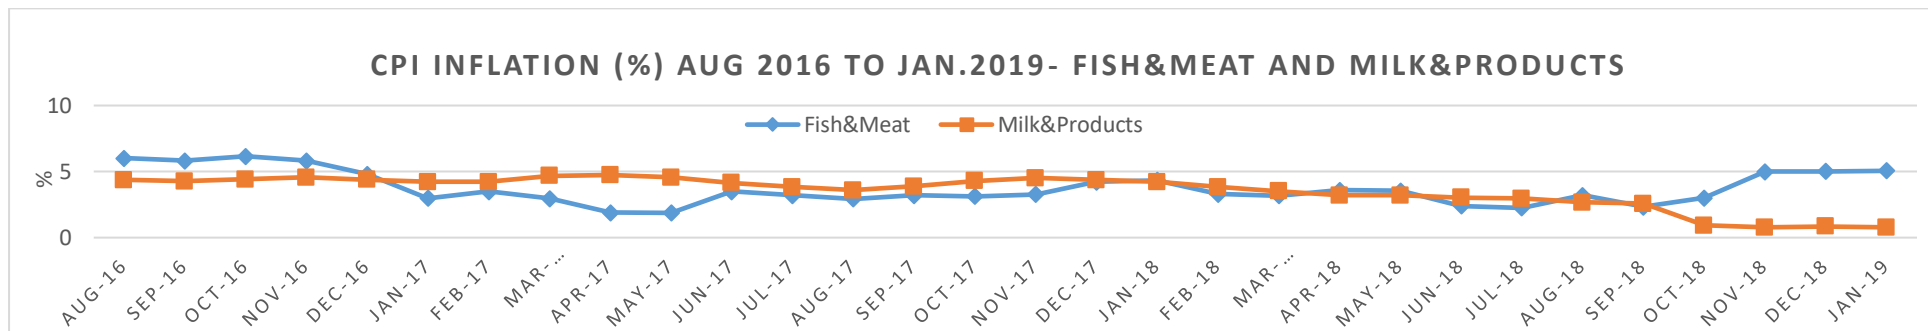 CPI INFLATION (%) AUG 2016 TO JAN.2019- FISH&MEAT AND MILK&PRODUCTS
10
5
0
%
Fish&Meat
Milk&Products
AUG-16
SEP-16
OCT-16
NOV-16
DEC-16
JAN-17
FEB-17
MAR-...
APR-17
MAY-17
JUN-17
JUL-17
AUG-17
SEP-17
OCT-17
NOV-17
DEC-17
JAN-18
FEB-18
MAR-...
APR-18
MAY-18
JUN-18
JUL-18
AUG-18
SEP-18
OCT-18
NOV-18
DEC-18
JAN-19